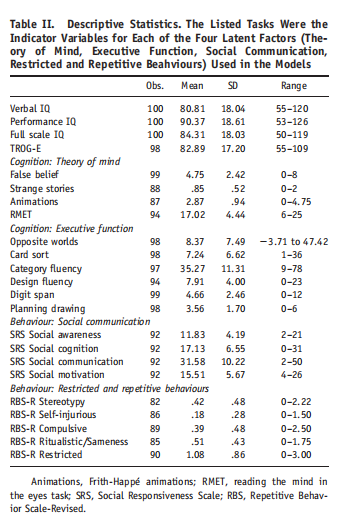 Table II. Descriptive Statistics. The Listed Tasks Were the
Indicator Variables for Each of the Four Latent Factors (The-
ory of Mind, Executive Function, Social Communication,
Restricted and Repetitive Beahviours) Used in the Models
Obs. Mean SD Range
Verbal IQ 100 80.81 18.04 55–120
Performance IQ 100 90.37 18.61 53–126
Full scale IQ 100 84.31 18.03 50–119
TROG-E 98 82.89 17.20 55–109
Cognition: Theory of mind
False belief 99 4.75 2.42 0–8
Strange stories 88 .85 .52 0–2
Animations 87 2.87 .94 0–4.75
RMET 94 17.02 4.44 6–25
Cognition: Executive function
Opposite worlds 98 8.37 7.49 −3.71 to 47.42
Card sort 98 7.24 6.62 1–36
Category fluency 97 35.27 11.31 9–78
Design fluency 94 7.91 4.00 0–23
Digit span 99 4.66 2.46 0–12
Planning drawing 98 3.56 1.70 0–6
Behaviour: Social communication
SRS Social awareness 92 11.83 4.19 2–21
SRS Social cognition 92 17.13 6.55 0–31
SRS Social communication 92 31.58 10.22 2–50
SRS Social motivation 92 15.51 5.67 4–26
Behaviour: Restricted and repetitive behaviours
RBS-R Stereotypy 82 .42 .48 0–2.22
RBS-R Self-injurious 86 .18 .28 0–1.50
RBS-R Compulsive 89 .39 .48 0–2.50
RBS-R Ritualistic/Sameness 85 .51 .43 0–1.75
RBS-R Restricted 90 1.08 .86 0–3.00
Animations, Frith-Happé animations; RMET, reading the mind in
the eyes task; SRS, Social Responsiveness Scale; RBS, Repetitive Behav-
ior Scale-Revised.